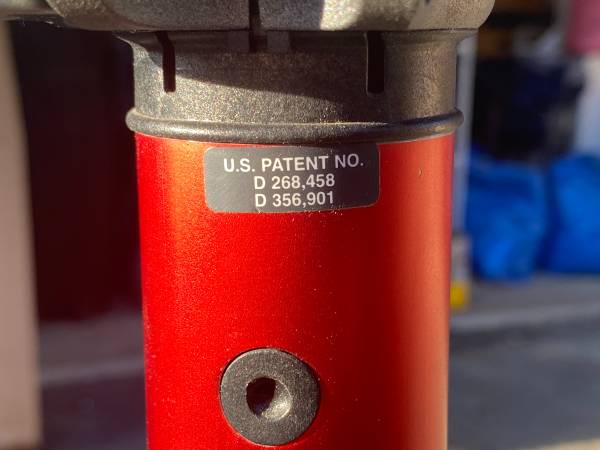 U.S. PATENT NO.
D 268,458
D 356,901